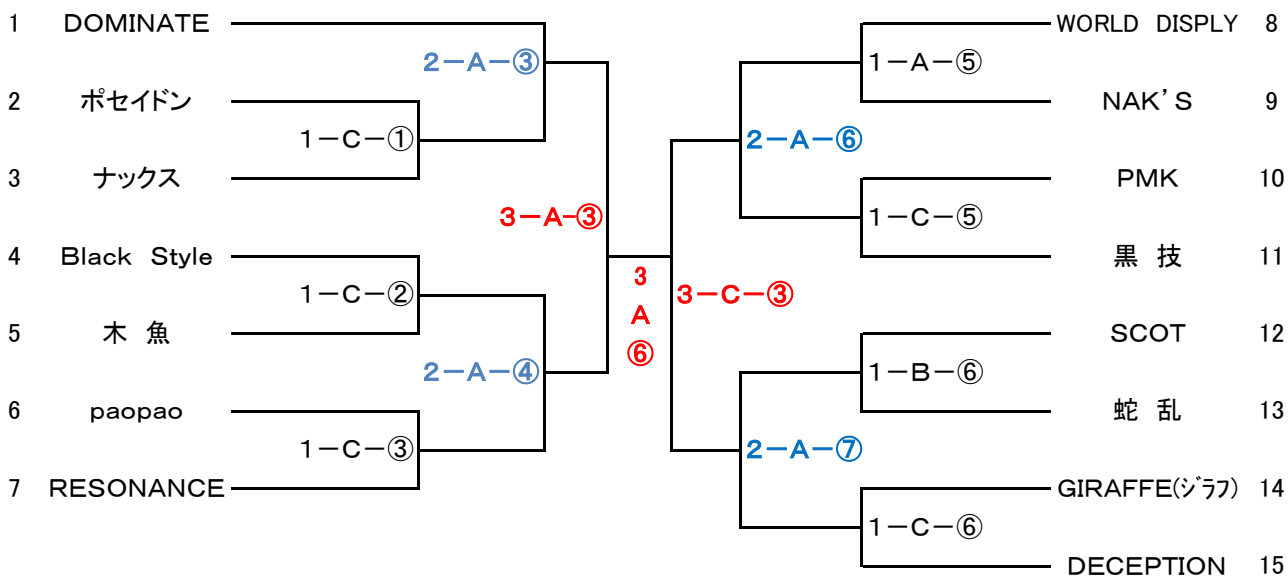 1 DOMINATE
2－A－③
2 ポセイドン
1－C－①
3 ナックス
3－A－③
4 Black Style
1－C－②
5 木 魚
2－A－④
6 paopao
1－C－③
7 RESONANCE
3
A
⑥
WORLD DISPLY 8
1－A－⑤
NAK'S 9
2－A－⑥
PMK 10
1－C－⑤
黒 技 11
3－C－③
SCOT 12
1－B－⑥
蛇 乱 13
2－A－⑦
GIRAFFE(ｼﾞﾗﾌ) 14
1－C－⑥
DECEPTION 15